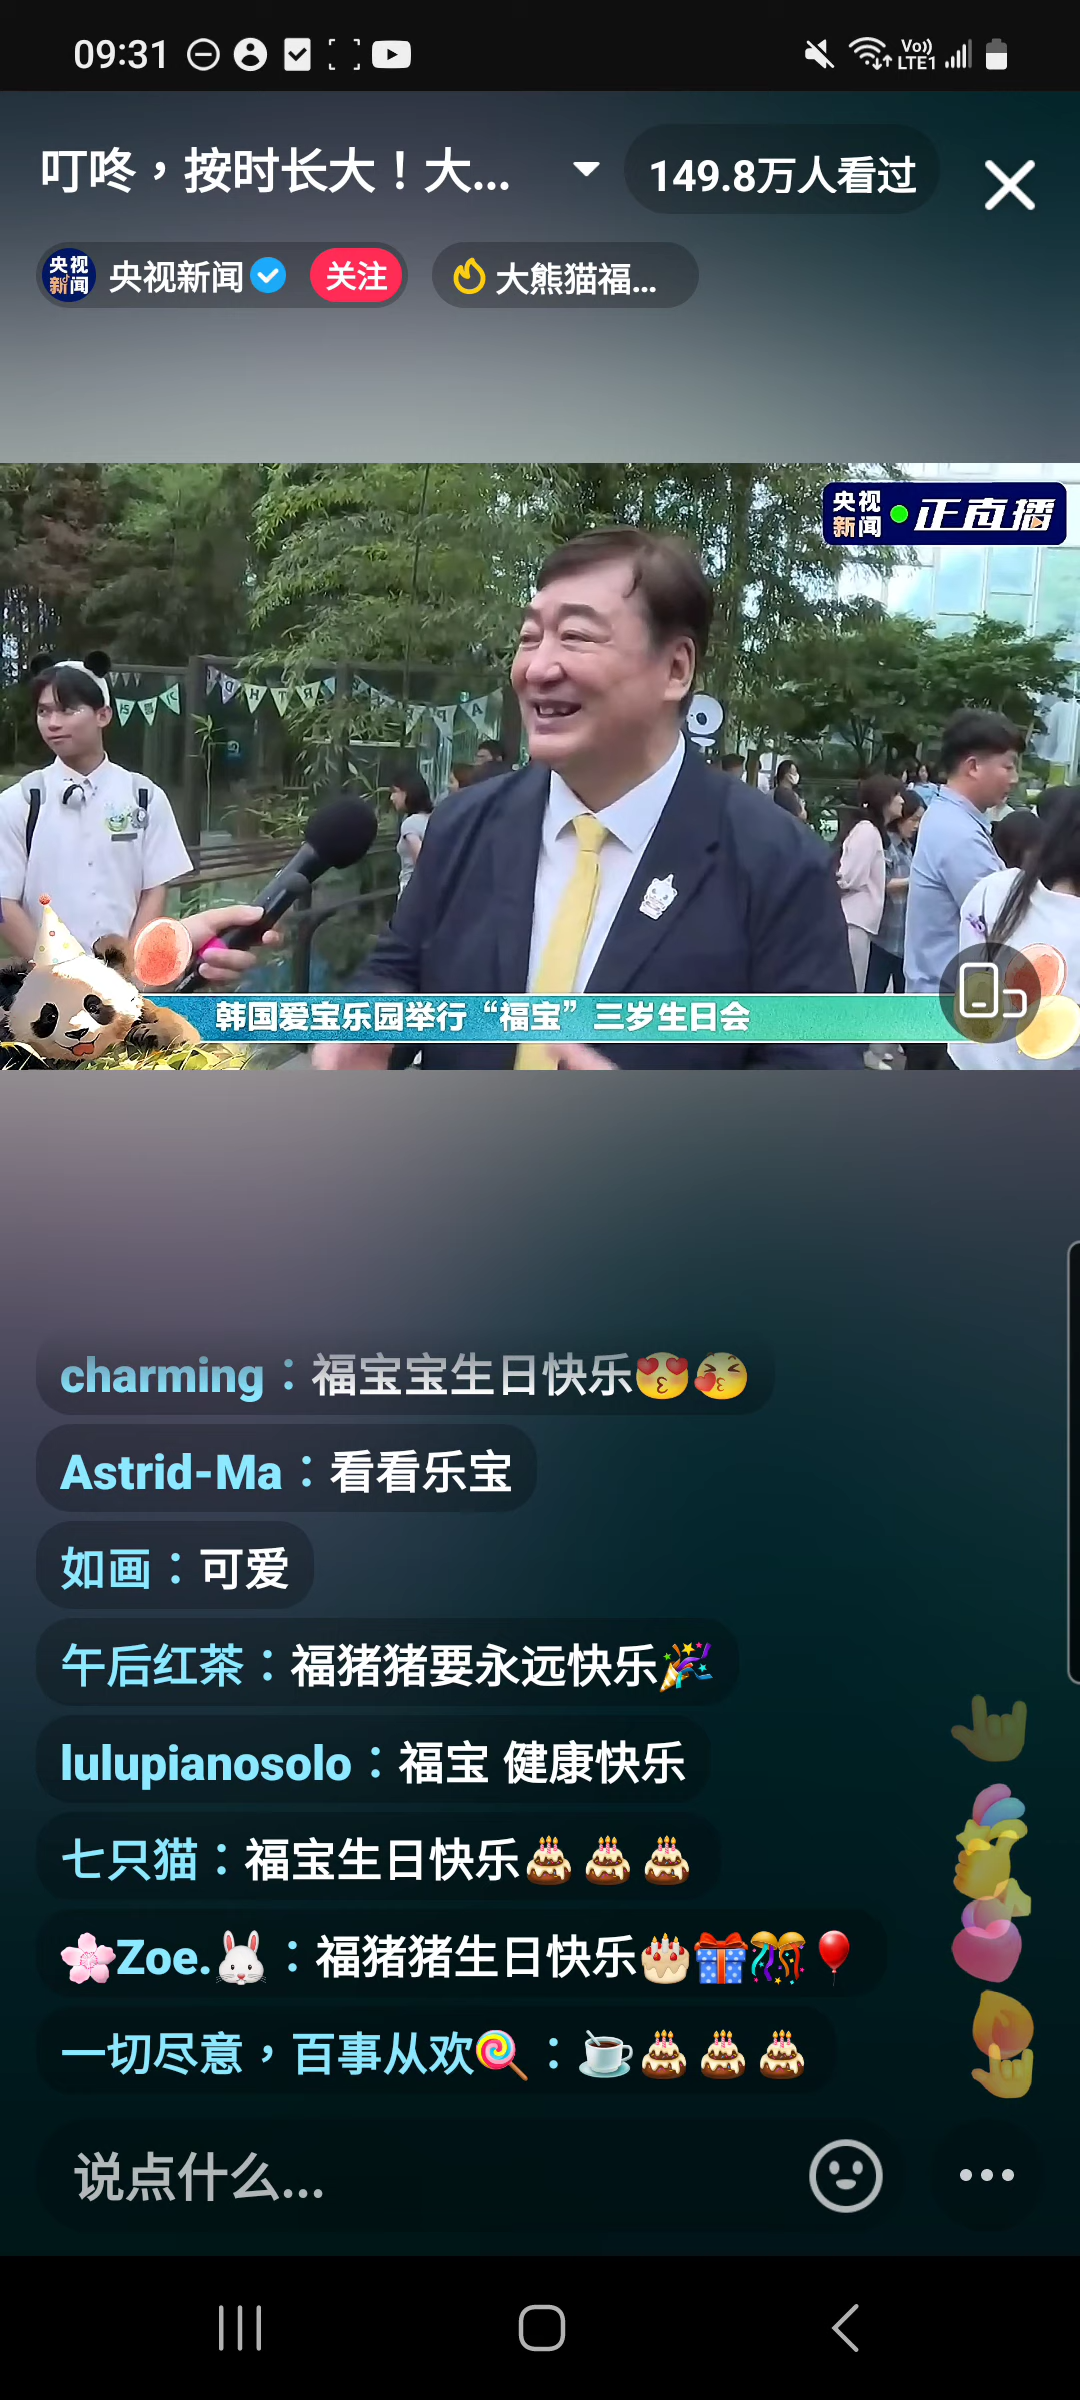 09:31
Vo))
LTE1
叮咚，按时长大！大...
149.8万人看过
央视新闻
央视新闻
关注
大熊猫福...
央视新闻
正直播
韩国爱宝乐园举行“福宝”三岁生日会
charming：福宝宝生日快乐😍😘
Astrid-Ma：看看乐宝
如画：可爱
午后红茶：福猪猪要永远快乐🎉
lulupianosolo：福宝 健康快乐
七只猫：福宝生日快乐🎂🎂🎂
🌸Zoe.🐰：福猪猪生日快乐🎂🎁🎊🎈
一切尽意，百事从欢🍭：☕🎂🎂🎂
说点什么...